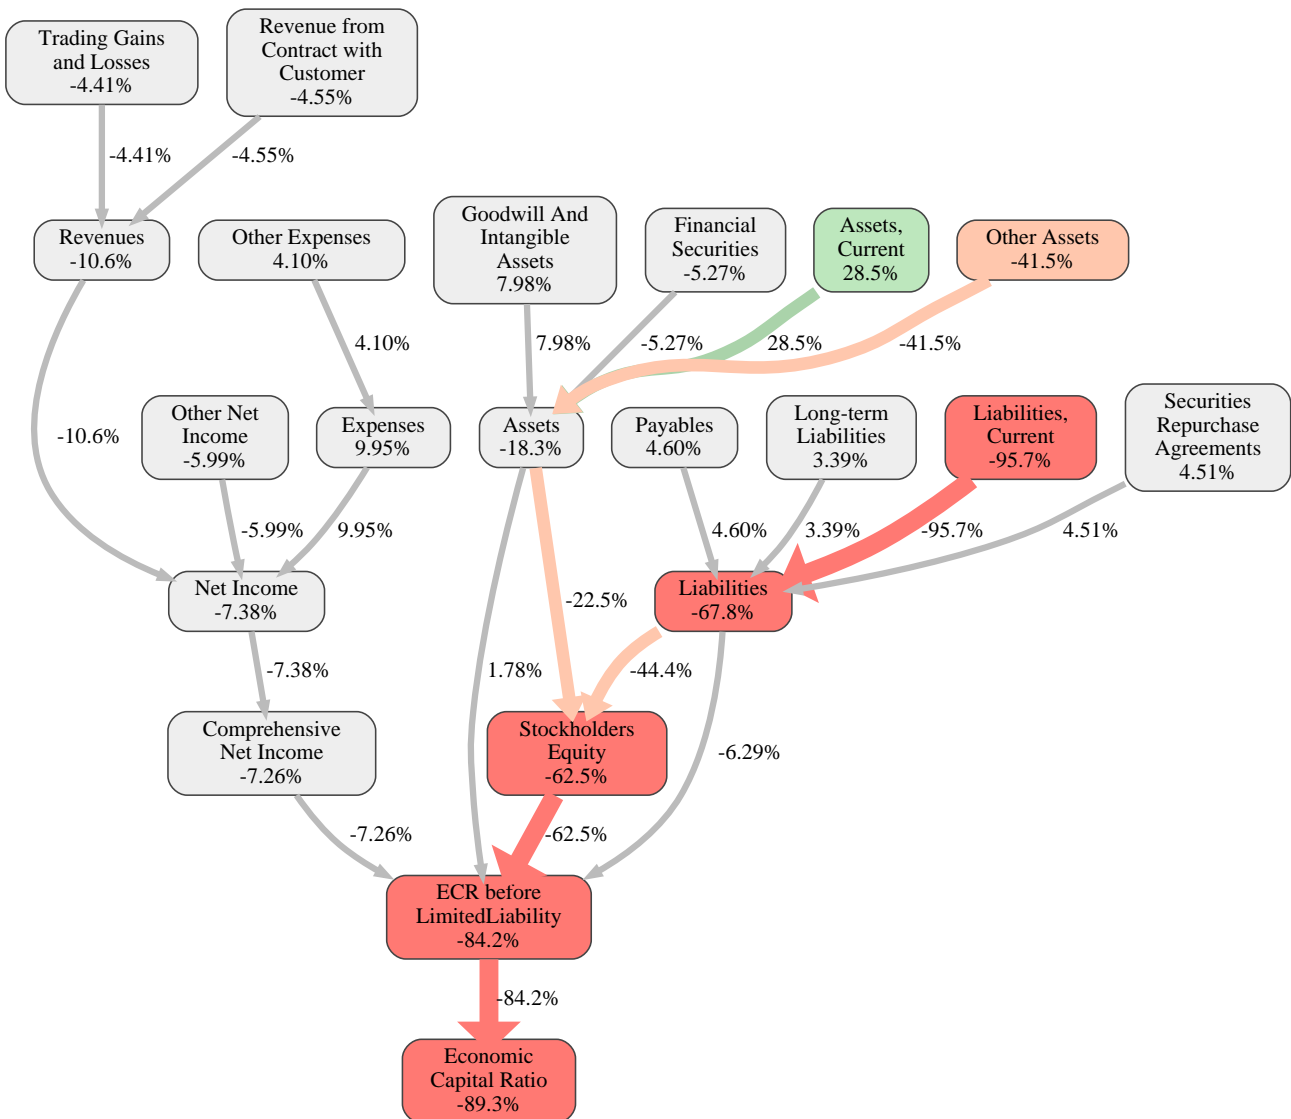 Trading Gains
and Losses
-4.41%
Revenue from
Contract with
Customer
-4.55%
-4.41%
-4.55%
Revenues
-10.6%
Other Expenses
4.10%
Goodwill And
Intangible
Assets
7.98%
Financial
Securities
-5.27%
Assets,
Current
28.5%
Other Assets
-41.5%
4.10%
7.98%
-5.27%
28.5%
-41.5%
Other Net
Income
-5.99%
Expenses
9.95%
Assets
-18.3%
Payables
4.60%
Long-term
Liabilities
3.39%
Liabilities,
Current
-95.7%
Securities
Repurchase
Agreements
4.51%
-10.6%
-5.99%
9.95%
4.60%
3.39%
-95.7%
4.51%
Net Income
-7.38%
-22.5%
Liabilities
-67.8%
-7.38%
1.78%
-44.4%
Comprehensive
Net Income
-7.26%
Stockholders
Equity
-62.5%
-6.29%
-7.26%
-62.5%
ECR before
LimitedLiability
-84.2%
-84.2%
Economic
Capital Ratio
-89.3%